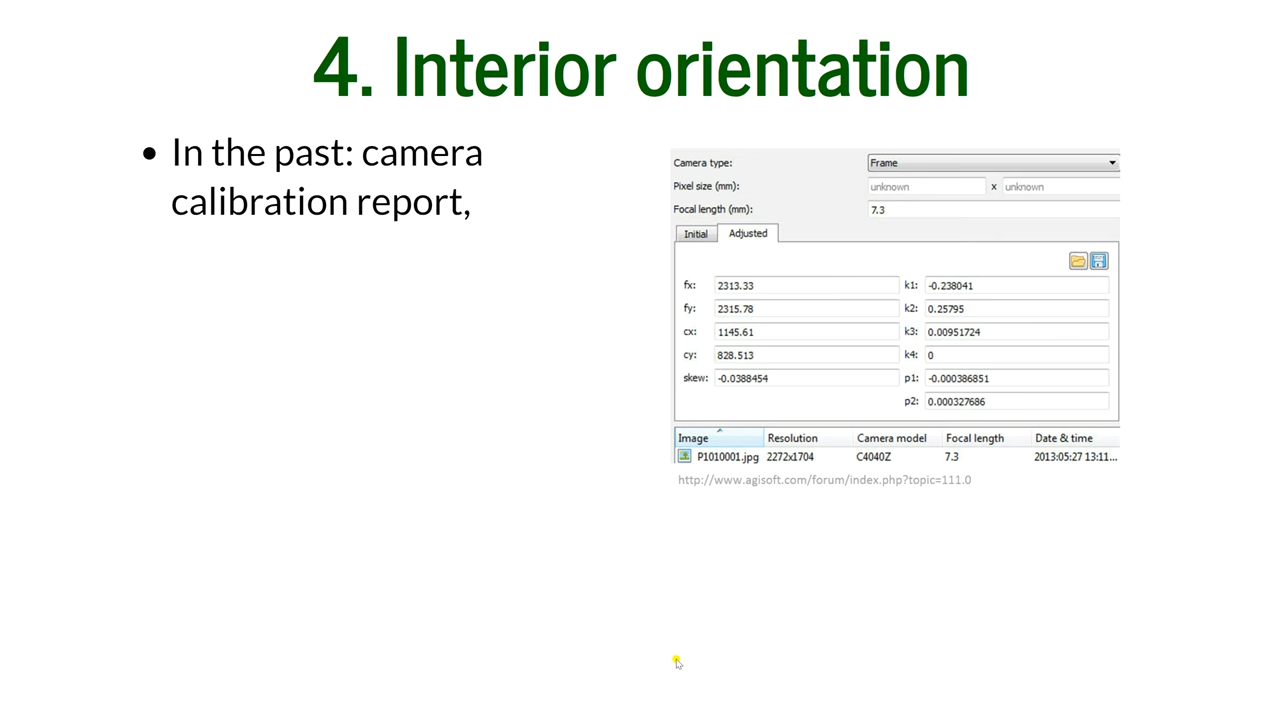 4. Interior orientation
• In the past: camera
calibration report,
Camera type: Frame
Pixel size (mm): unknown x unknown
Focal length (mm): 7.3
Initial Adjusted
fx: 2313.33 k1: -0.238041
fy: 2315.78 k2: 0.25795
cx: 1145.61 k3: 0.00951724
cy: 828.513 k4: 0
skew: -0.0388454 p1: -0.000386851
p2: 0.000327686
Image Resolution Camera model Focal length Date & time
P1010001.jpg 2272x1704 C4040Z 7.3 2013:05:27 13:11...
http://www.agisoft.com/forum/index.php?topic=111.0